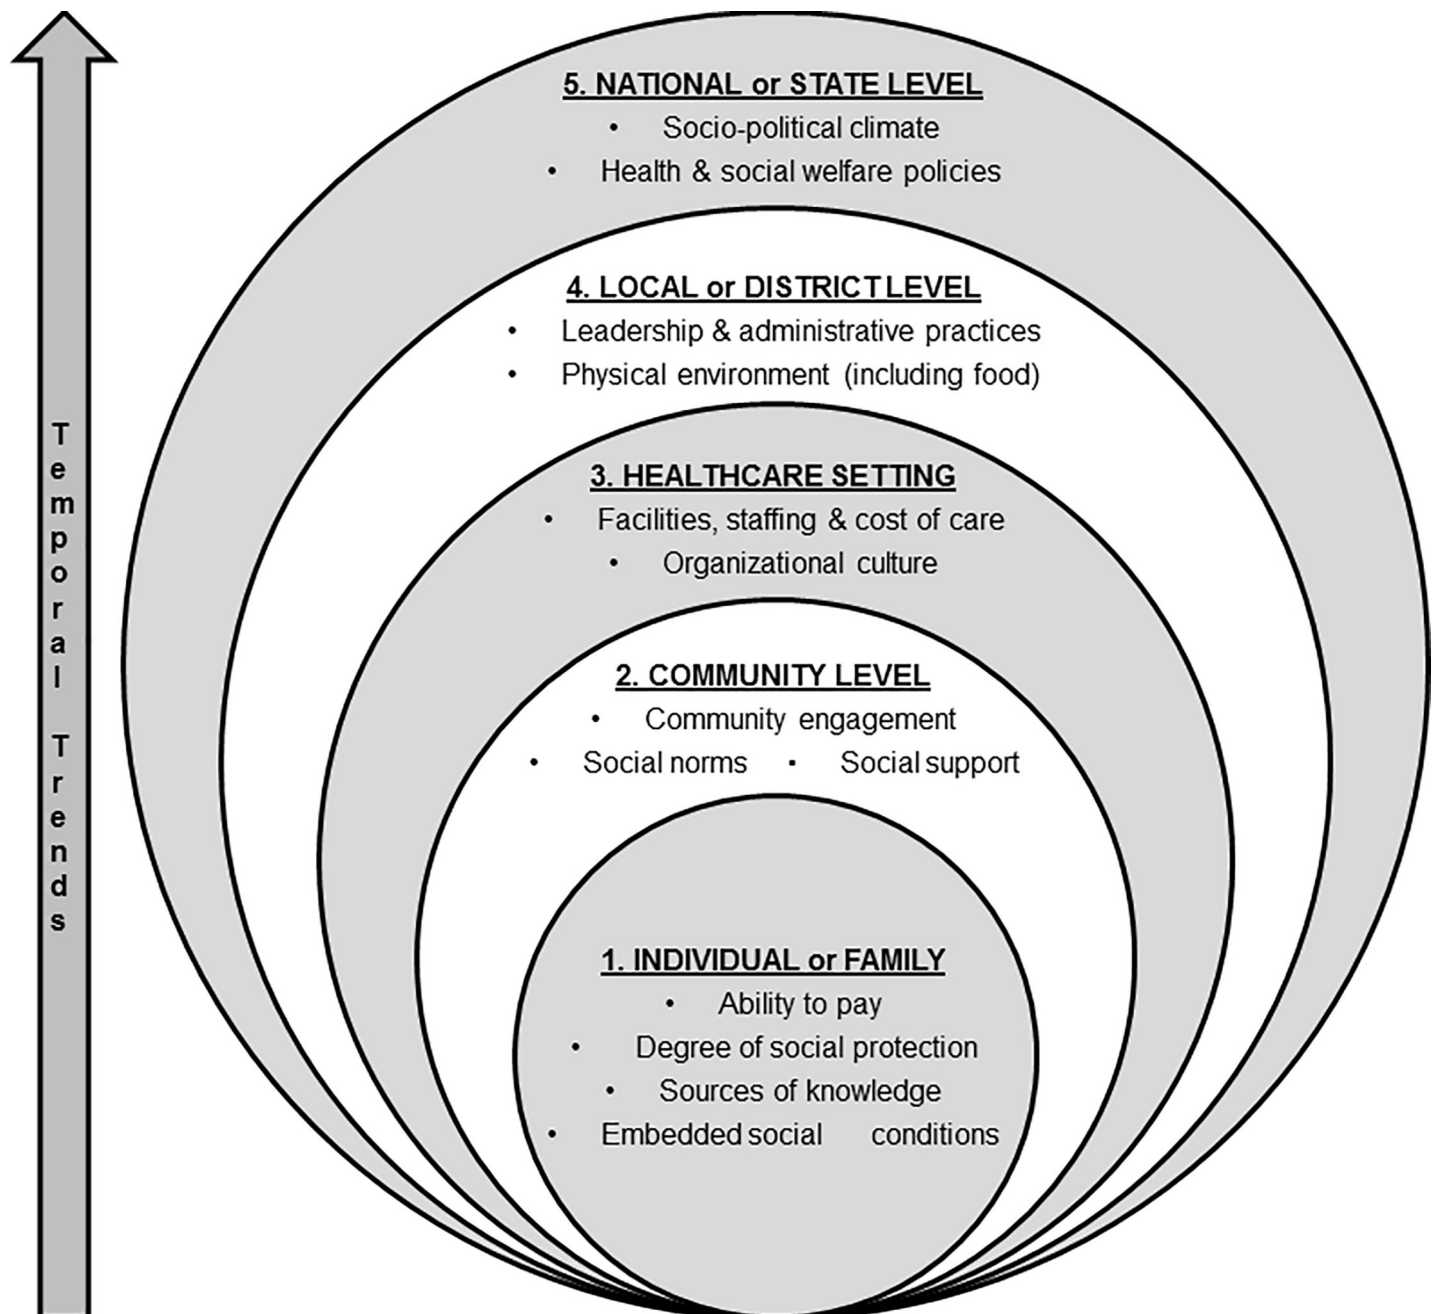 5. NATIONAL or STATE LEVEL
• Socio-political climate
• Health & social welfare policies
4. LOCAL or DISTRICT LEVEL
• Leadership & administrative practices
• Physical environment (including food)
3. HEALTHCARE SETTING
• Facilities, staffing & cost of care
• Organizational culture
2. COMMUNITY LEVEL
• Community engagement
• Social norms ▪ Social support
1. INDIVIDUAL or FAMILY
• Ability to pay
• Degree of social protection
• Sources of knowledge
• Embedded social conditions
Temporal Trends